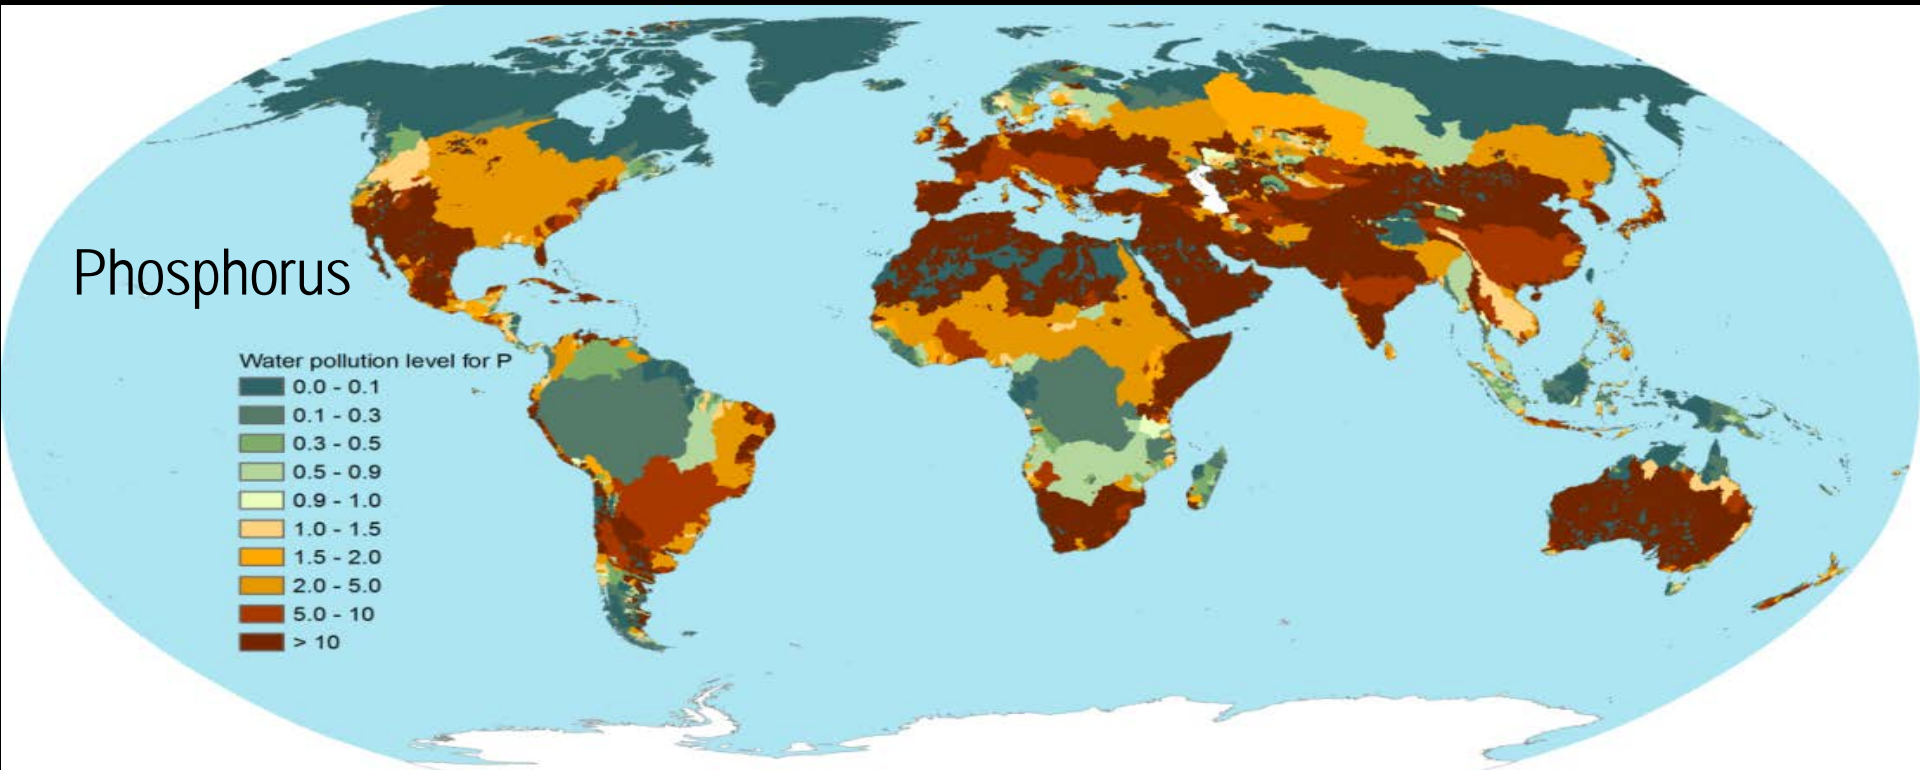 Phosphorus
Water pollution level for P
0.0 - 0.1
0.1 - 0.3
0.3 - 0.5
0.5 - 0.9
0.9 - 1.0
1.0 - 1.5
1.5 - 2.0
2.0 - 5.0
5.0 - 10
> 10